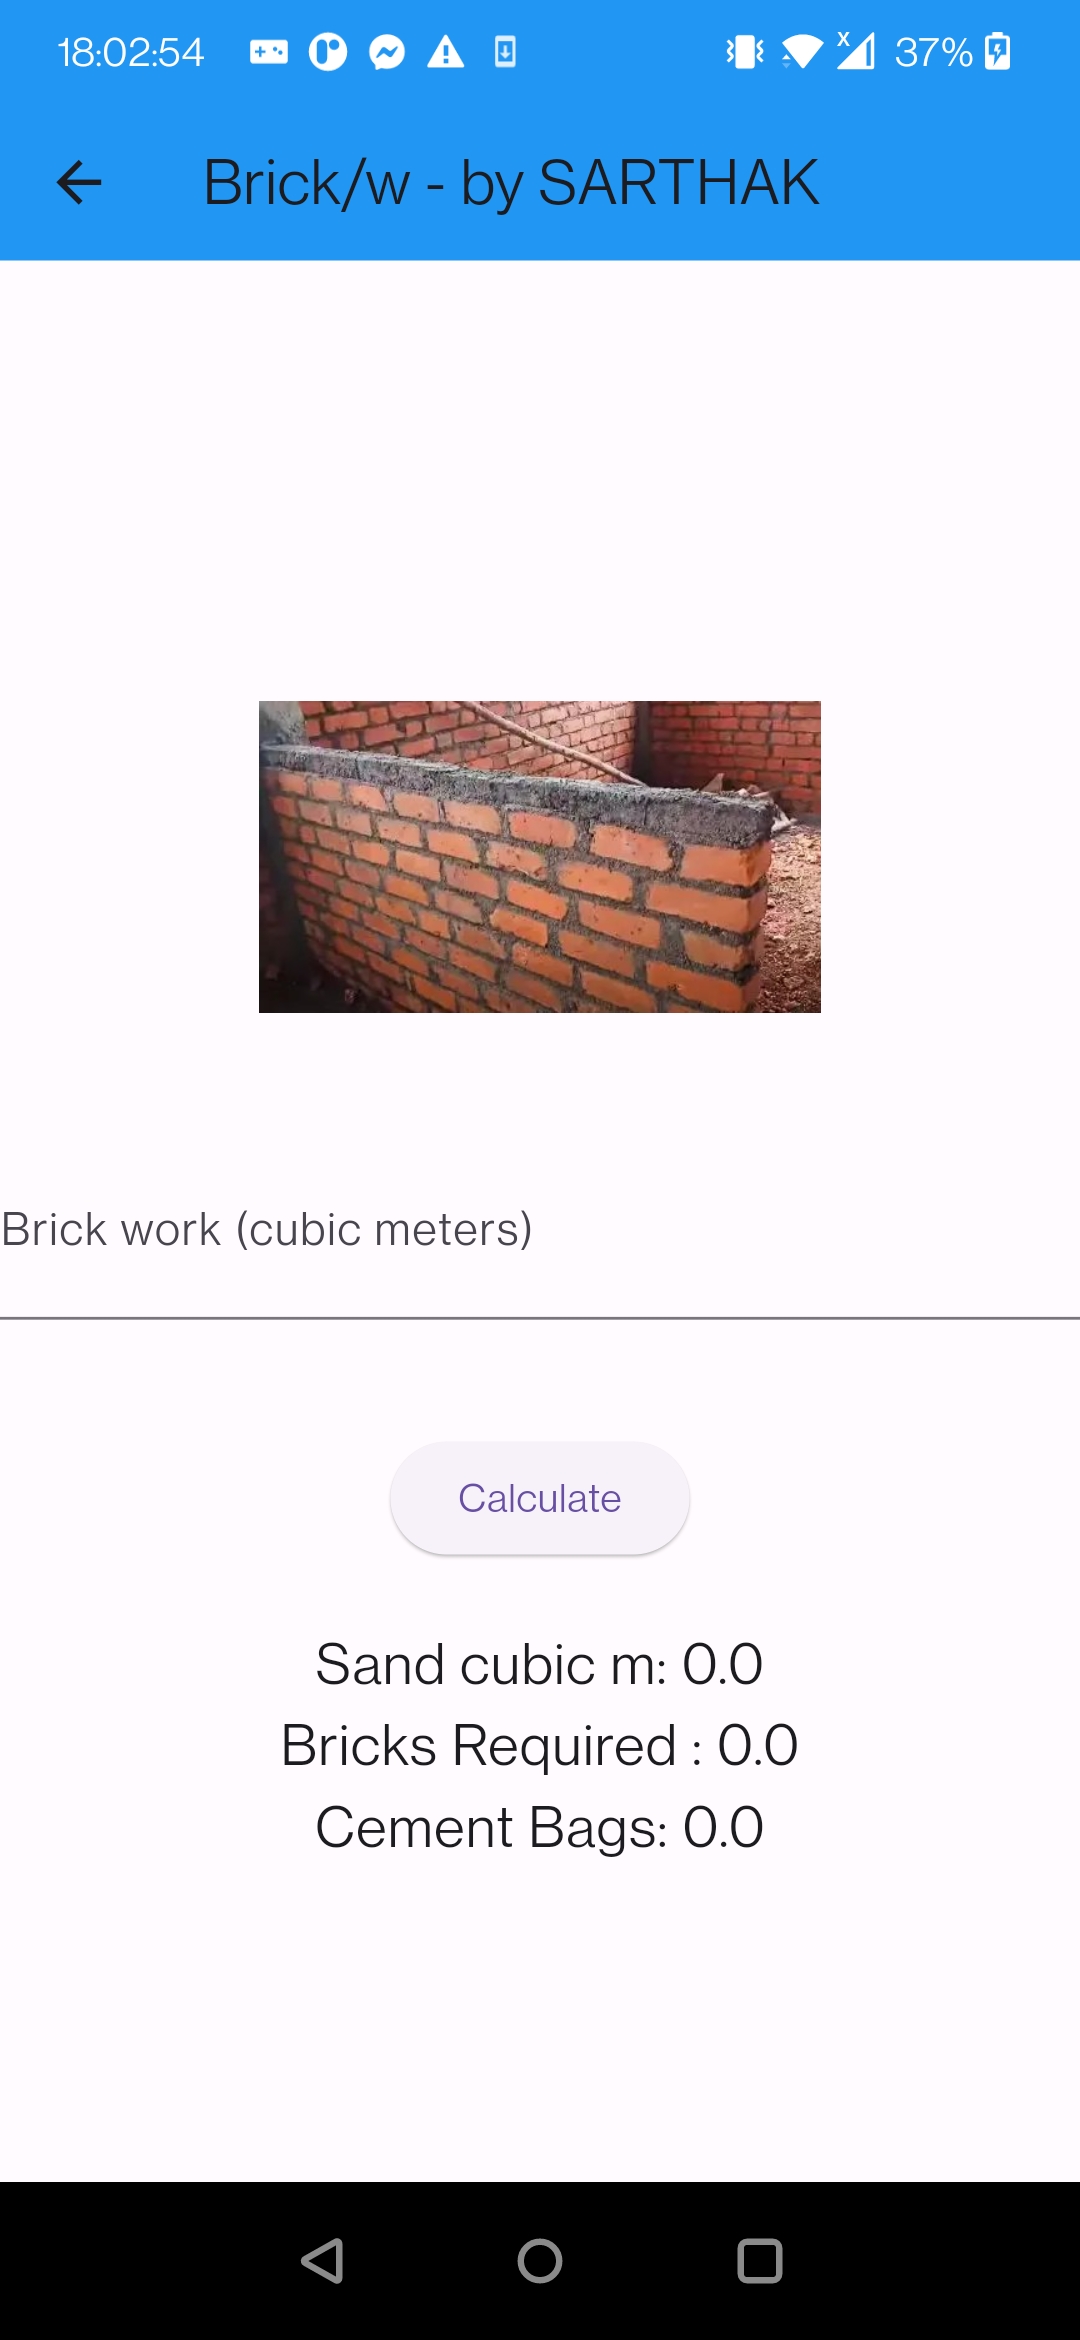 18:02:54 x 37%
Brick/w - by SARTHAK
Brick work (cubic meters)
Calculate
Sand cubic m: 0.0
Bricks Required : 0.0
Cement Bags: 0.0